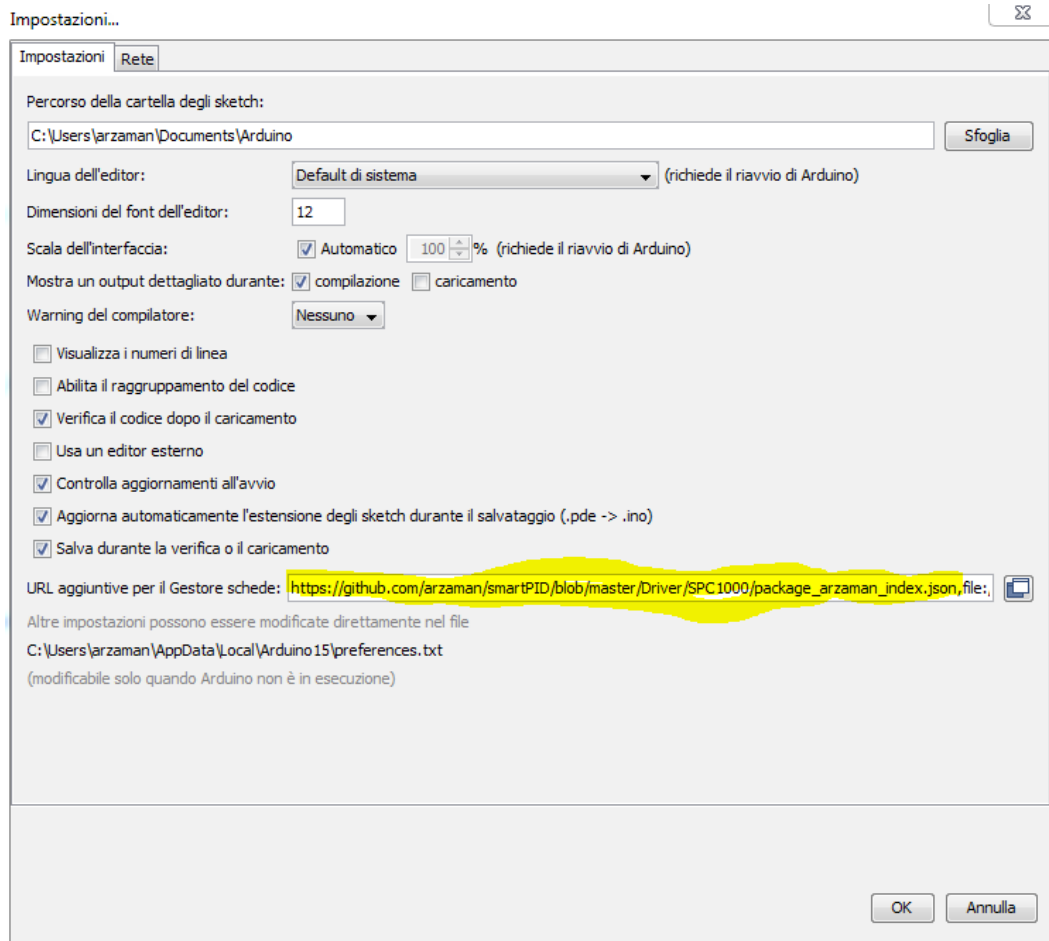 Impostazioni...
Impostazioni Rete
Percorso della cartella degli sketch:
C:\Users\arzaman\Documents\Arduino Sfoglia
Lingua dell'editor: Default di sistema (richiede il riavvio di Arduino)
Dimensioni del font dell'editor: 12
Scala dell'interfaccia: Automatico 100 % (richiede il riavvio di Arduino)
Mostra un output dettagliato durante: compilazione caricamento
Warning del compilatore: Nessuno
Visualizza i numeri di linea
Abilita il raggruppamento del codice
Verifica il codice dopo il caricamento
Usa un editor esterno
Controlla aggiornamenti all'avvio
Aggiorna automaticamente l'estensione degli sketch durante il salvataggio (.pde -> .ino)
Salva durante la verifica o il caricamento
URL aggiuntive per il Gestore schede: https://github.com/arzaman/smartPID/blob/master/Driver/SPC1000/package_arzaman_index.json,file:
Altre impostazioni possono essere modificate direttamente nel file
C:\Users\arzaman\AppData\Local\Arduino15\preferences.txt
(modificabile solo quando Arduino non è in esecuzione)
OK Annulla